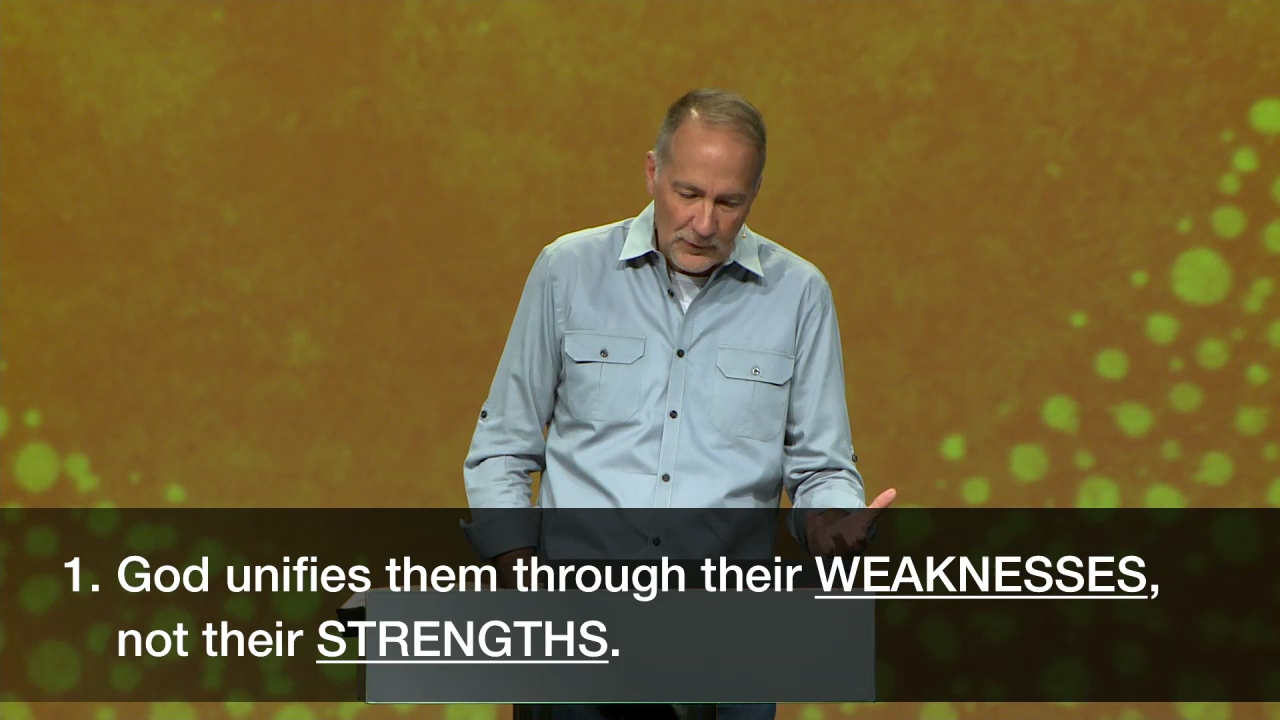 1. God unifies them through their WEAKNESSES,
not their STRENGTHS.